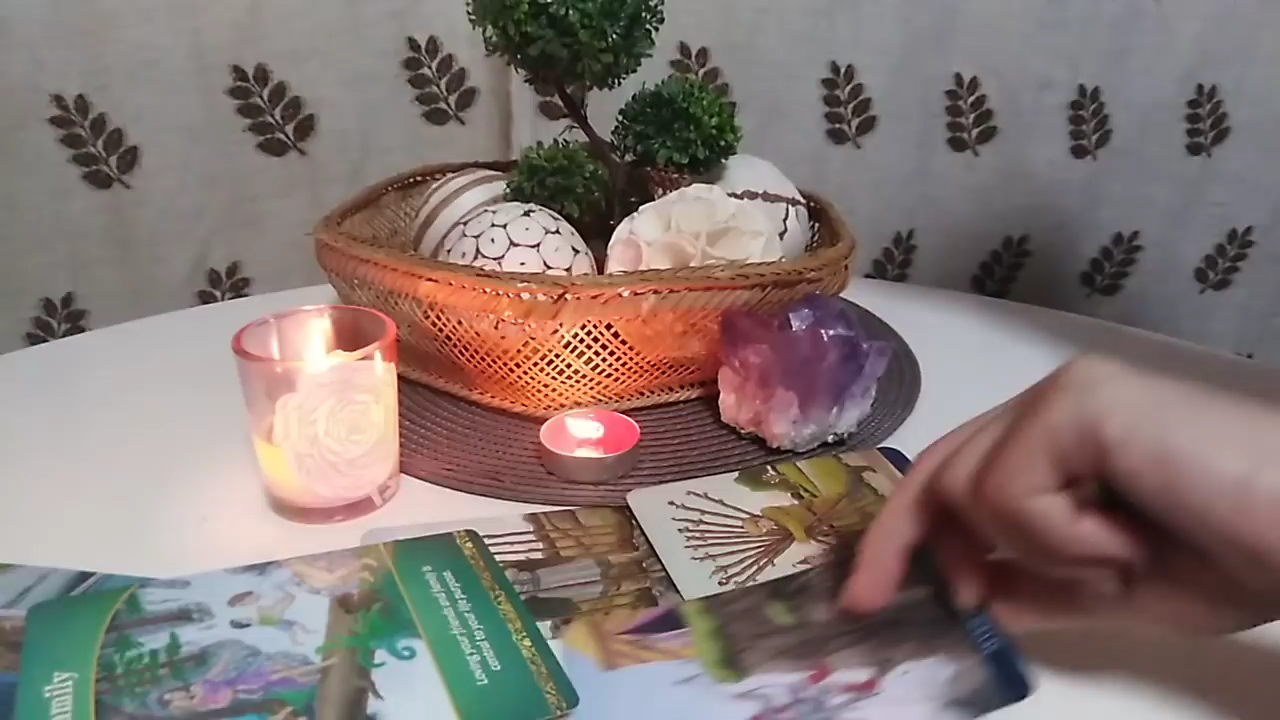 amily
Loving your friends and family is
central to your life purpose.